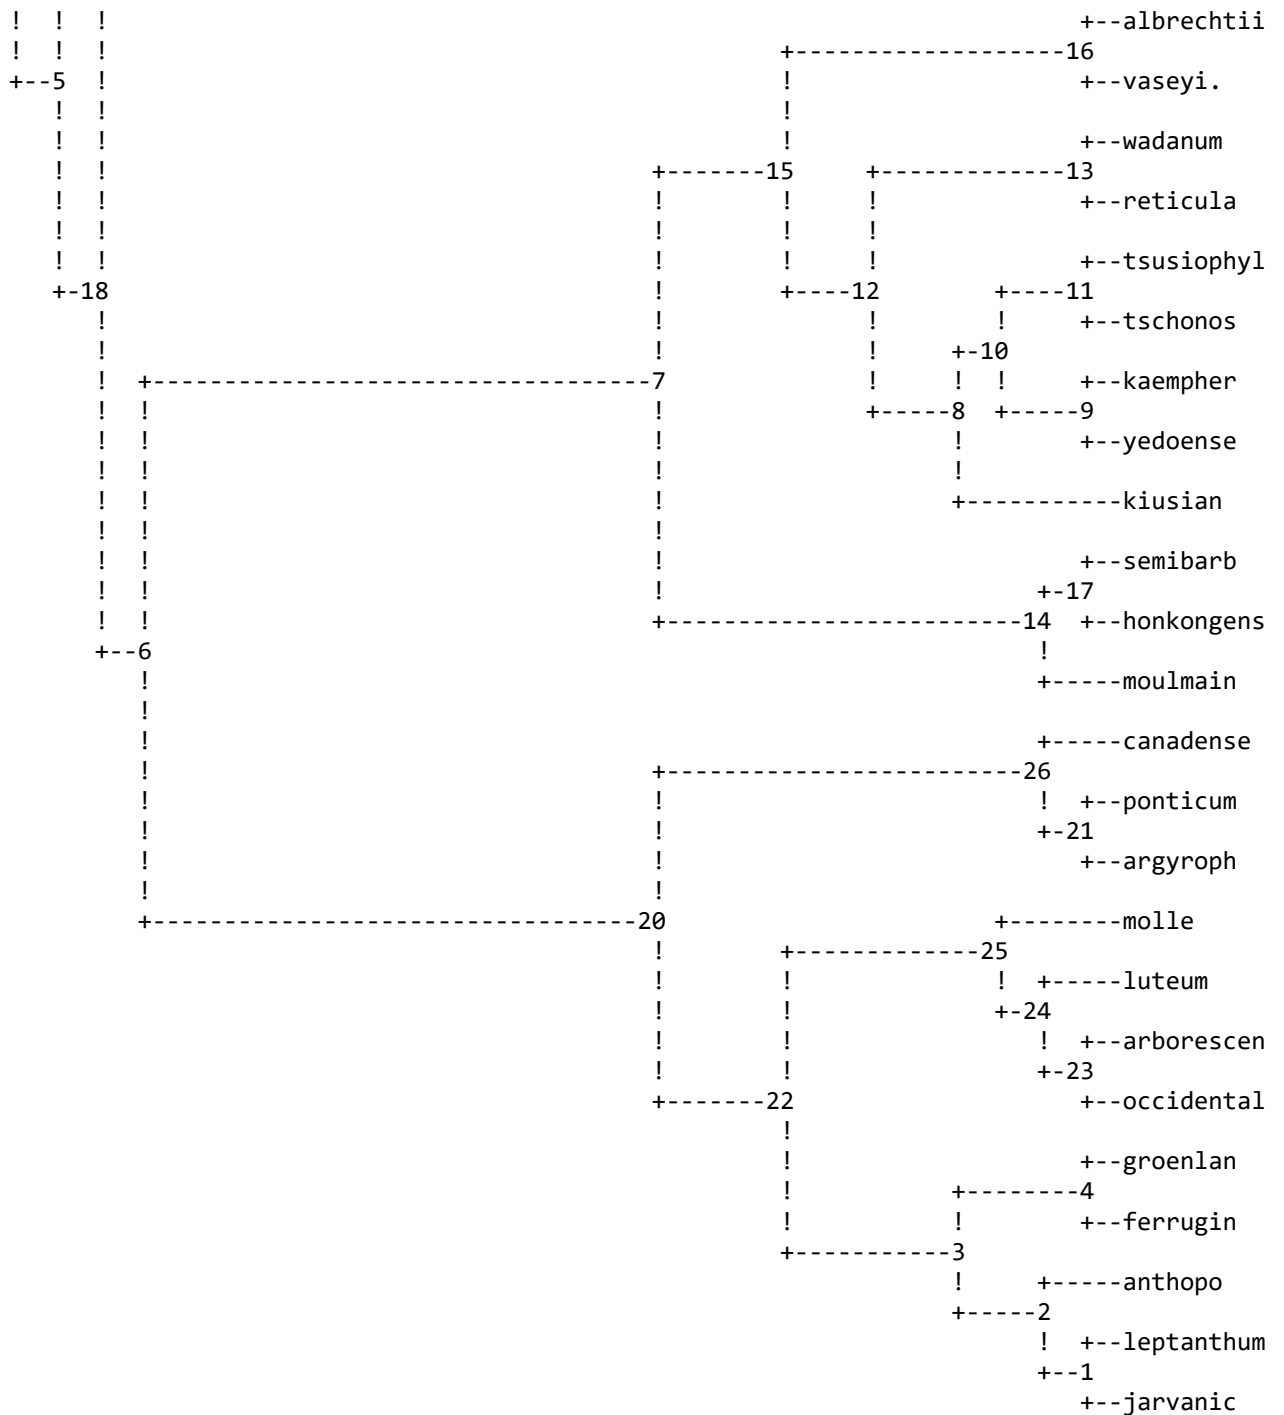 !  !  !                                                                    +--albrechtii
!  !  !                                               +-------------------16
+--5  !                                               !                    +--vaseyi.
   !  !                                               !
   !  !                                               !                    +--wadanum
   !  !                                      +-------15     +-------------13
   !  !                                      !        !     !              +--reticula
   !  !                                      !        !     !
   !  !                                      !        !     !              +--tsusiophyl
   +-18                                      !        +----12        +----11
      !                                      !              !        !     +--tschonos
      !                                      !              !     +-10
      !  +-----------------------------------7              !     !  !     +--kaempher
      !  !                                   !              +-----8  +-----9
      !  !                                   !                    !        +--yedoense
      !  !                                   !                    !
      !  !                                   !                    +-----------kiusian
      !  !                                   !
      !  !                                   !                             +--semibarb
      !  !                                   !                          +-17
      !  !                                   +-------------------------14  +--honkongens
      +--6                                                              !
         !                                                              +-----moulmain
         !
         !                                                              +-----canadense
         !                                   +-------------------------26
         !                                   !                          !  +--ponticum
         !                                   !                          +-21
         !                                   !                             +--argyroph
         !                                   !
         +----------------------------------20                       +--------molle
                                             !        +-------------25
                                             !        !              !  +-----luteum
                                             !        !              +-24
                                             !        !                 !  +--arborescen
                                             !        !                 +-23
                                             +-------22                    +--occidental
                                                      !
                                                      !                    +--groenlan
                                                      !           +--------4
                                                      !           !        +--ferrugin
                                                      +-----------3
                                                                  !     +-----anthopo
                                                                  +-----2
                                                                        !  +--leptanthum
                                                                        +--1
                                                                           +--jarvanic